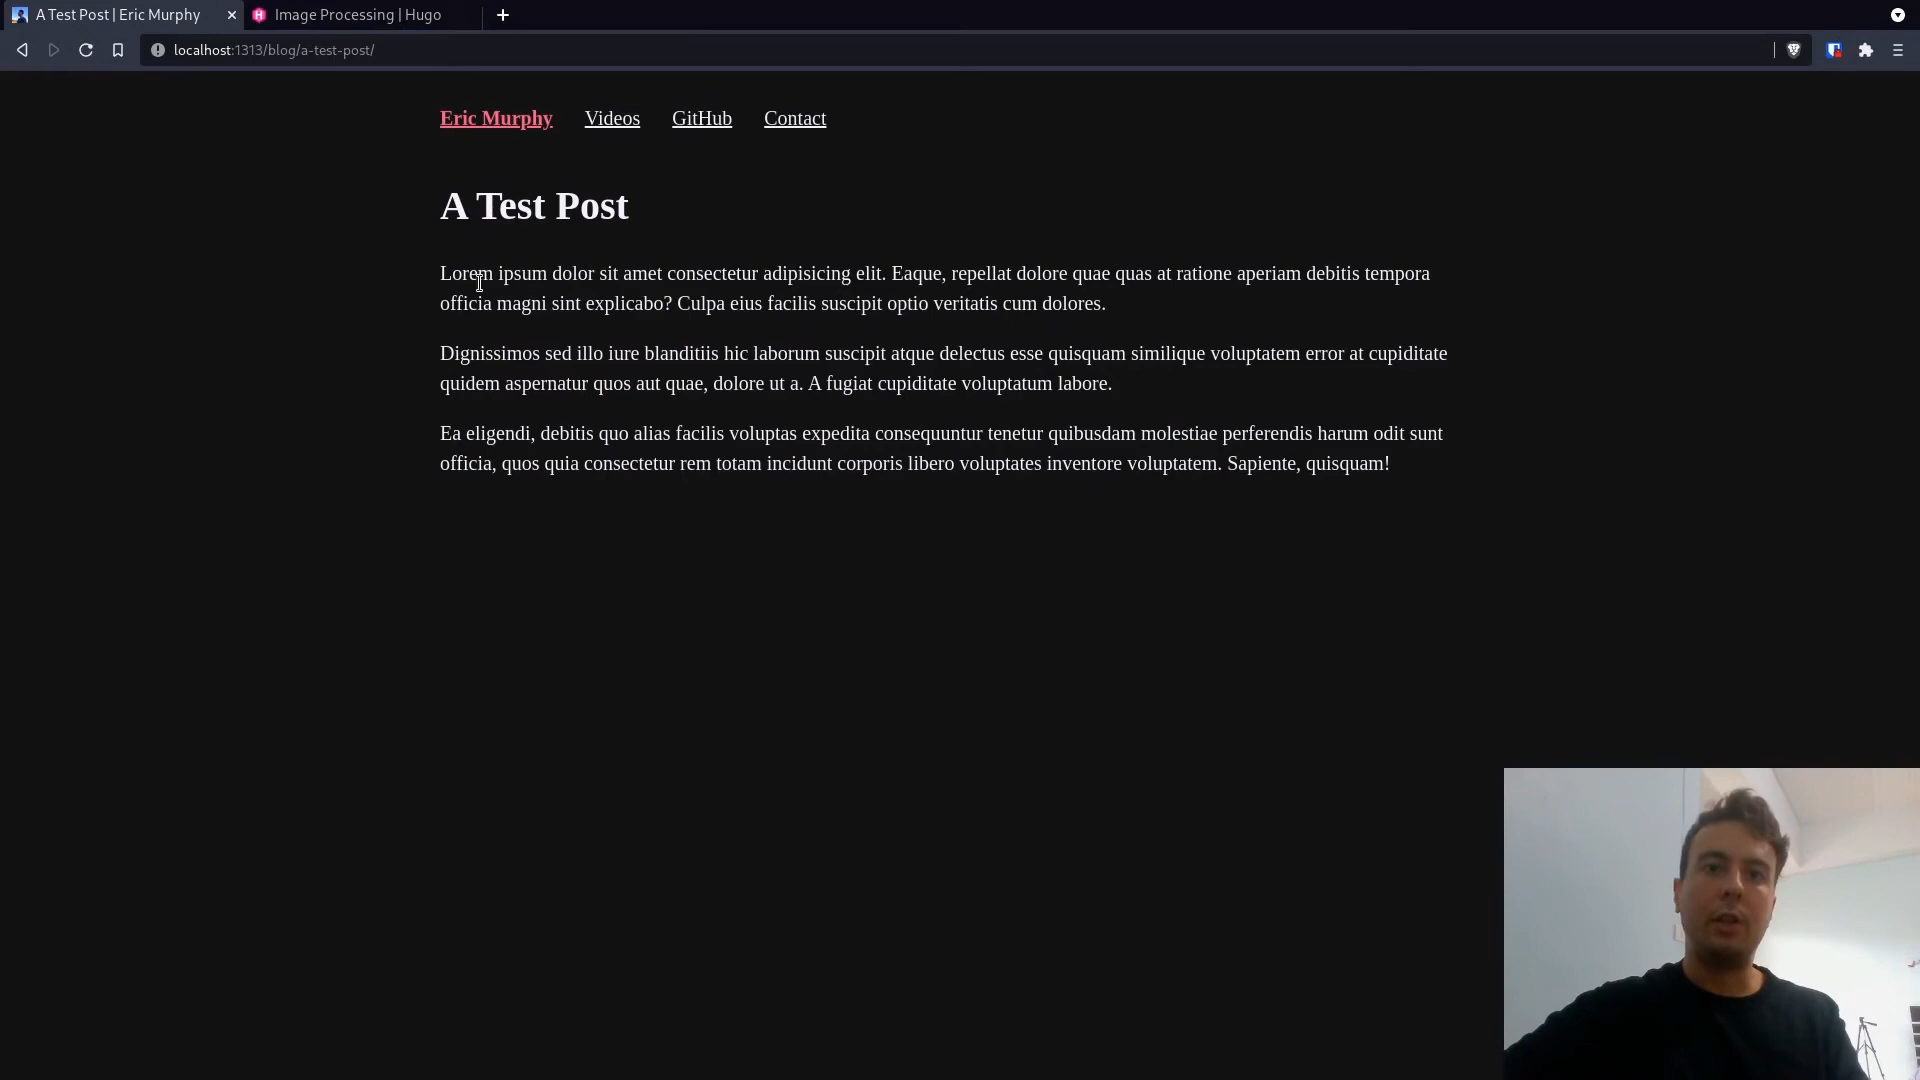 A Test Post | Eric Murphy
Image Processing | Hugo
localhost:1313/blog/a-test-post/
Eric Murphy Videos GitHub Contact
A Test Post
Lorem ipsum dolor sit amet consectetur adipisicing elit. Eaque, repellat dolore quae quas at ratione aperiam debitis tempora
officia magni sint explicabo? Culpa eius facilis suscipit optio veritatis cum dolores.
Dignissimos sed illo iure blanditiis hic laborum suscipit atque delectus esse quisquam similique voluptatem error at cupiditate
quidem aspernatur quos aut quae, dolore ut a. A fugiat cupiditate voluptatum labore.
Ea eligendi, debitis quo alias facilis voluptas expedita consequuntur tenetur quibusdam molestiae perferendis harum odit sunt
officia, quos quia consectetur rem totam incidunt corporis libero voluptates inventore voluptatem. Sapiente, quisquam!